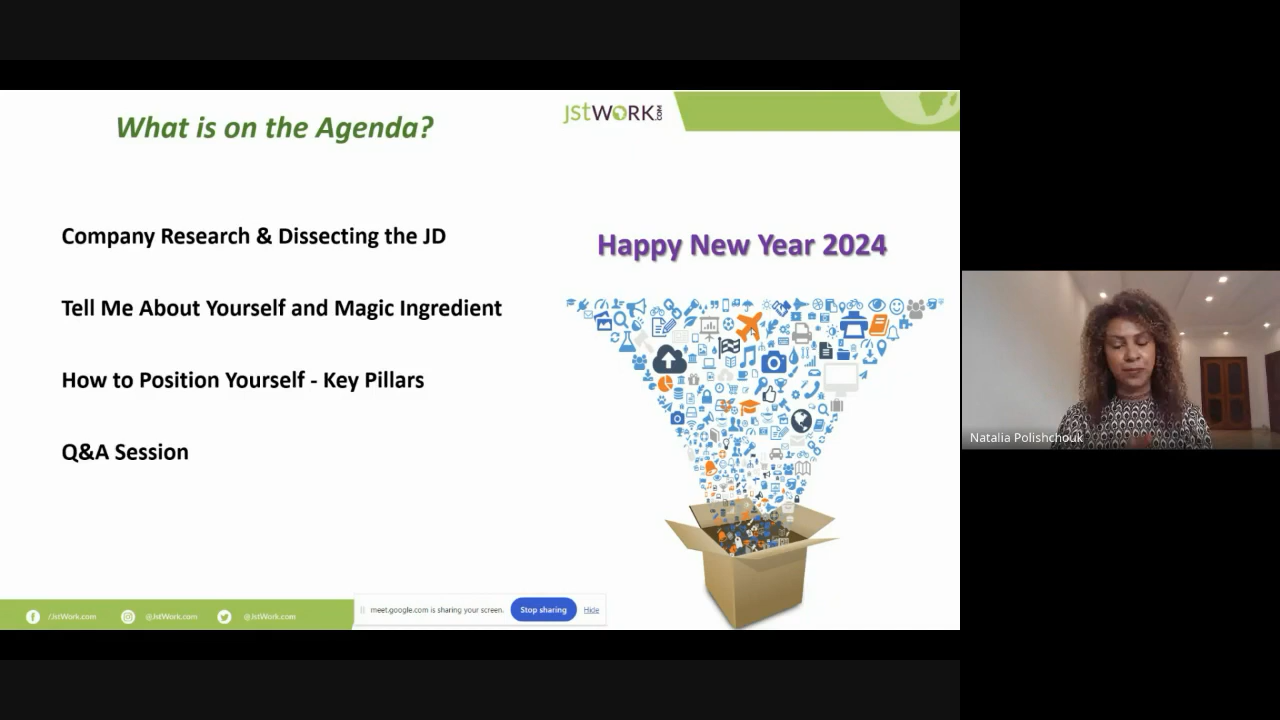 What is on the Agenda?
JstWORK.COM
Company Research & Dissecting the JD
Happy New Year 2024
Tell Me About Yourself and Magic Ingredient
How to Position Yourself - Key Pillars
Q&A Session
Natalia Polishchouk
/JstWork.com
@JstWork.com
@JstWork.com
meet.google.com is sharing your screen.
Stop sharing
Hide